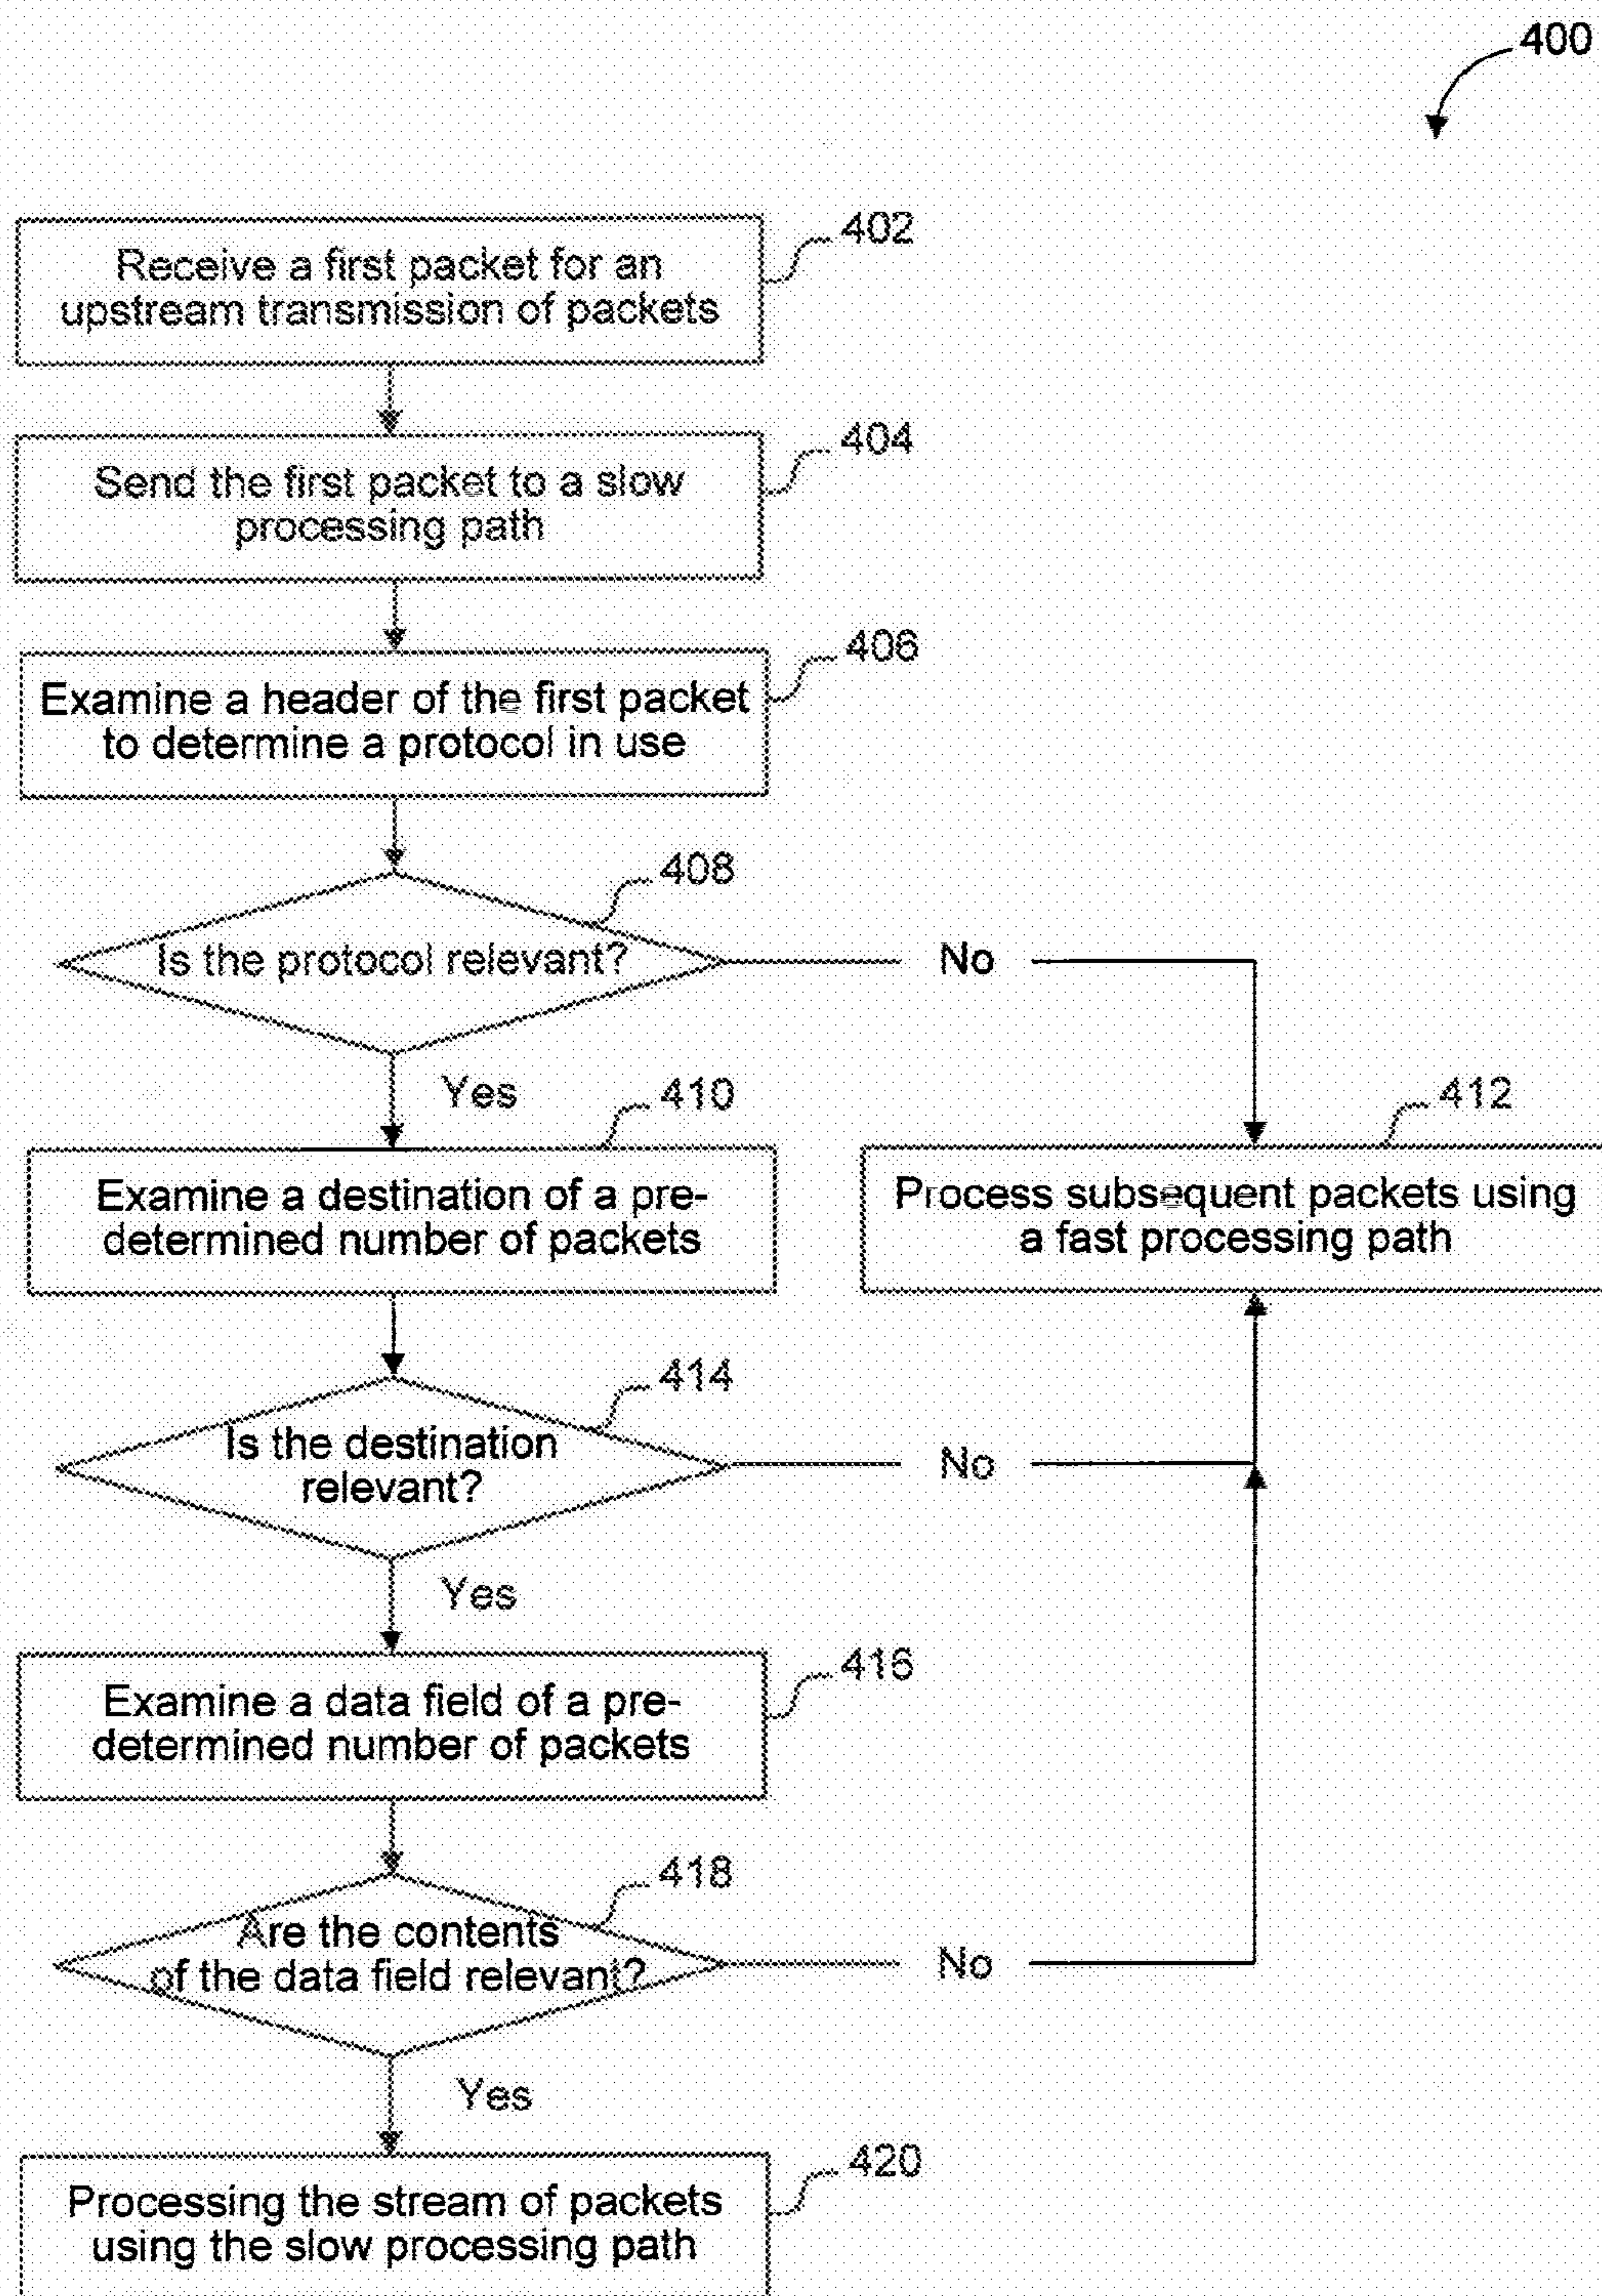 400
402
Receive a first packet for an
upstream transmission of packets
404
Send the first packet to a slow
processing path
406
Examine a header of the first packet
to determine a protocol in use
408
Is the protocol relevant?
No
Yes
410
412
Examine a destination of a pre-
determined number of packets
Process subsequent packets using
a fast processing path
414
Is the destination
relevant?
No
Yes
416
Examine a data field of a pre-
determined number of packets
418
Are the contents
of the data field relevant?
No
Yes
420
Processing the stream of packets
using the slow processing path